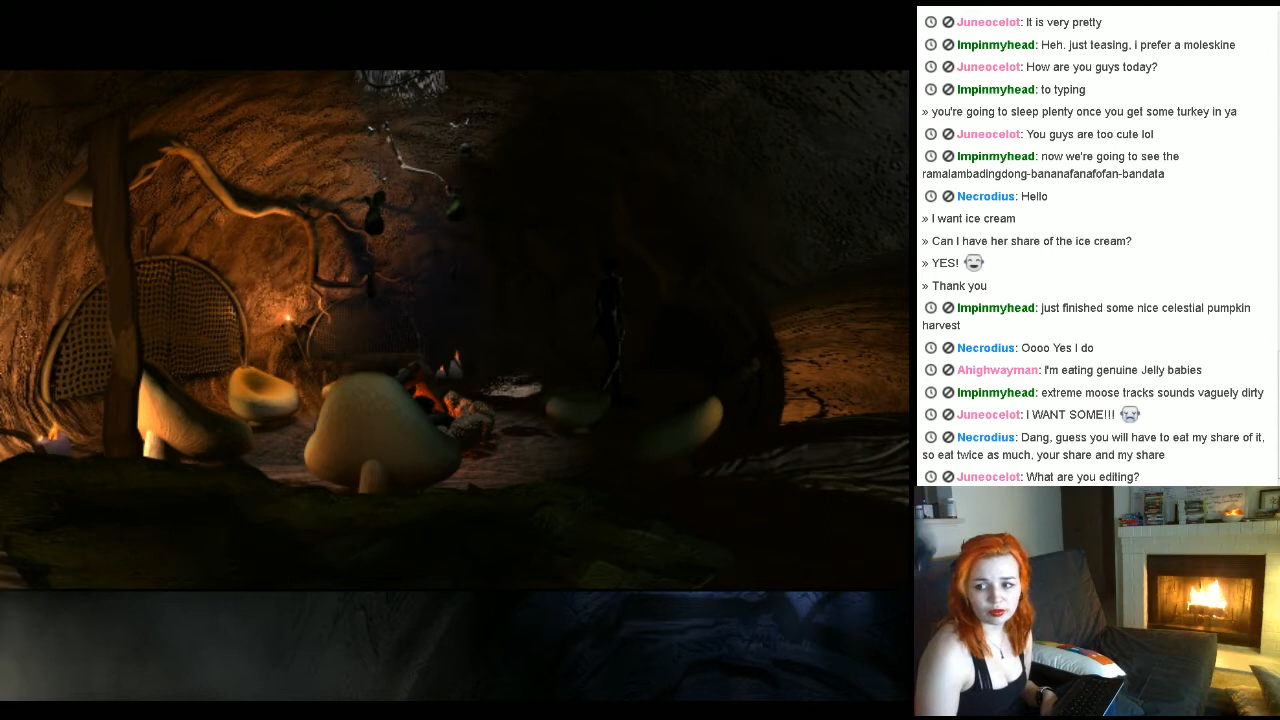 Juneocelot: It is very pretty
Impinmyhead: Heh. just teasing, i prefer a moleskine
Juneocelot: How are you guys today?
Impinmyhead: to typing
» you're going to sleep plenty once you get some turkey in ya
Juneocelot: You guys are too cute lol
Impinmyhead: now we're going to see the
ramalambadingdong-bananafanafofan-bandata
Necrodius: Hello
» I want ice cream
» Can I have her share of the ice cream?
» YES!
» Thank you
Impinmyhead: just finished some nice celestial pumpkin
harvest
Necrodius: Oooo Yes I do
Ahighwayman: I'm eating genuine Jelly babies
Impinmyhead: extreme moose tracks sounds vaguely dirty
Juneocelot: I WANT SOME!!!
Necrodius: Dang, guess you will have to eat my share of it,
so eat twice as much, your share and my share
Juneocelot: What are you editing?